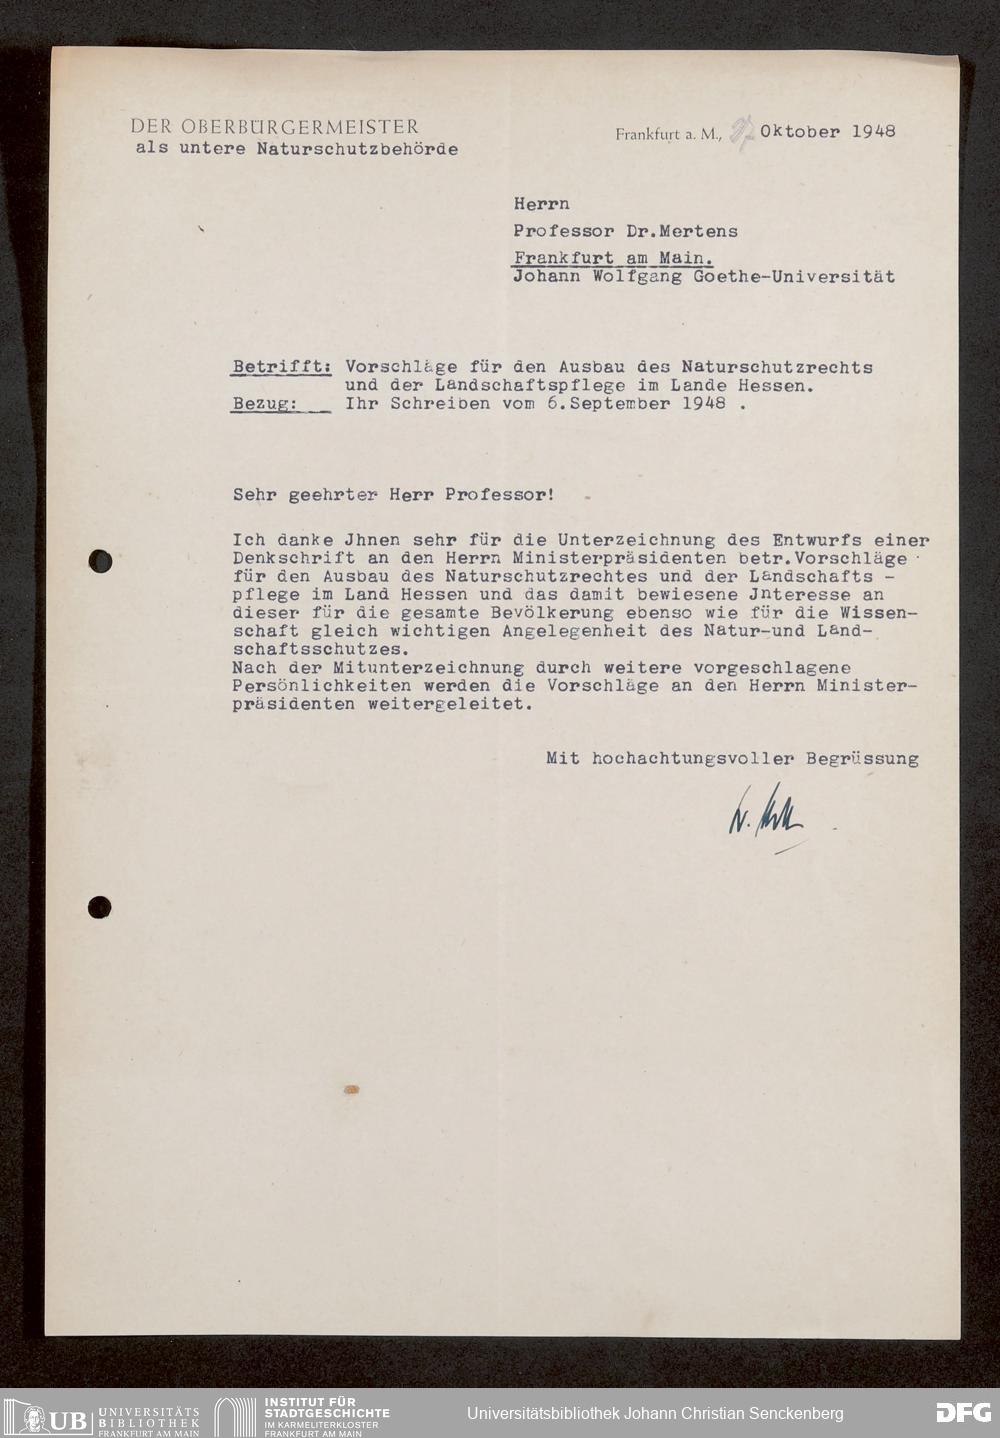 DER OBERBÜRGERMEISTER
als untere Naturschutzbehörde
Frankfurt a. M., Oktober 1948
Herrn
Professor Dr.Mertens
Frankfurt am Main.
Johann Wolfgang Goethe-Universität
Betrifft: Vorschläge für den Ausbau des Naturschutzrechts
und der Landschaftspflege im Lande Hessen.
Bezug: Ihr Schreiben vom 6.September 1948 .
Sehr geehrter Herr Professor!
Ich danke Jhnen sehr für die Unterzeichnung des Entwurfs einer
Denkschrift an den Herrn Ministerpräsidenten betr.Vorschläge
für den Ausbau des Naturschutzrechtes und der Landschafts -
pflege im Land Hessen und das damit bewiesene Jnteresse an
dieser für die gesamte Bevölkerung ebenso wie für die Wissen-
schaft gleich wichtigen Angelegenheit des Natur-und Land-
schaftsschutzes.
Nach der Mitunterzeichnung durch weitere vorgeschlagene
Persönlichkeiten werden die Vorschläge an den Herrn Minister-
präsidenten weitergeleitet.
Mit hochachtungsvoller Begrüssung
UB UNIVERSITÄTS
BIBLIOTHEK
FRANKFURT AM MAIN
INSTITUT FÜR
STADTGESCHICHTE
IM KARMELITERKLOSTER
FRANKFURT AM MAIN
Universitätsbibliothek Johann Christian Senckenberg
DFG